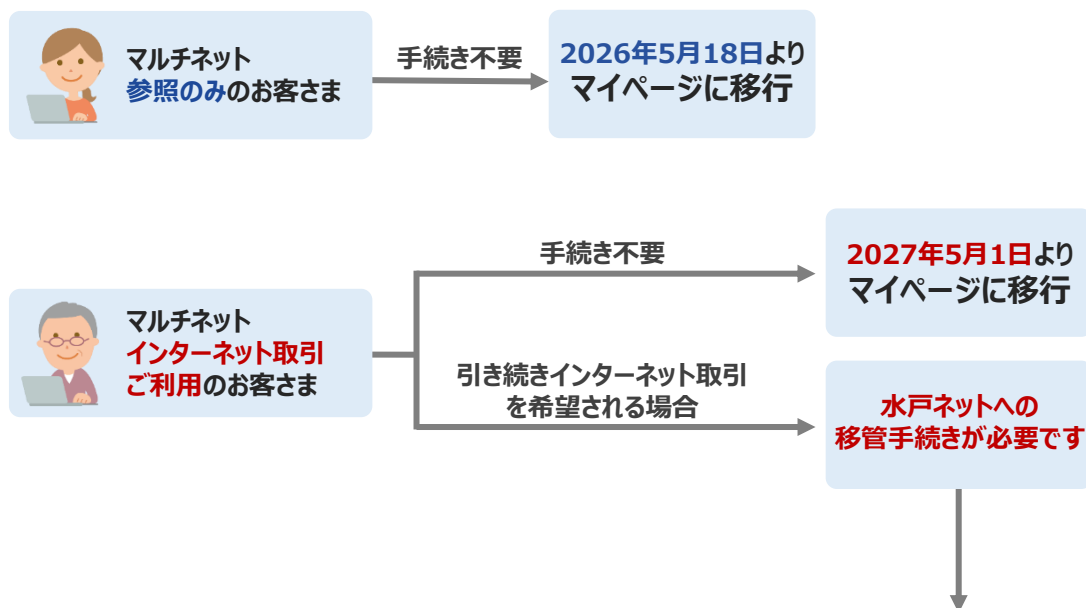 マルチネット
参照のみのお客さま
手続き不要
2026年5月18日より
マイページに移行
手続き不要
2027年5月1日より
マイページに移行
マルチネット
インターネット取引
ご利用のお客さま
引き続きインターネット取引
を希望される場合
水戸ネットへの
移管手続きが必要です